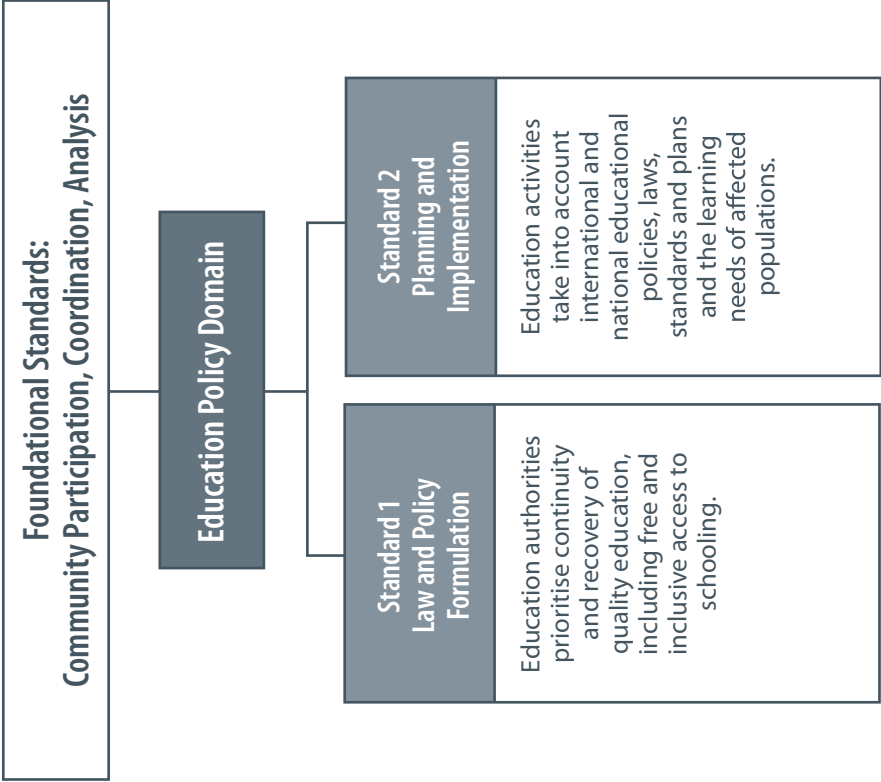 Foundational Standards:
Community Participation, Coordination, Analysis
Education Policy Domain
Standard 1
Law and Policy
Formulation
Education authorities
prioritise continuity
and recovery of
quality education,
including free and
inclusive access to
schooling.
Standard 2
Planning and
Implementation
Education activities
take into account
international and
national educational
policies, laws,
standards and plans
and the learning
needs of affected
populations.